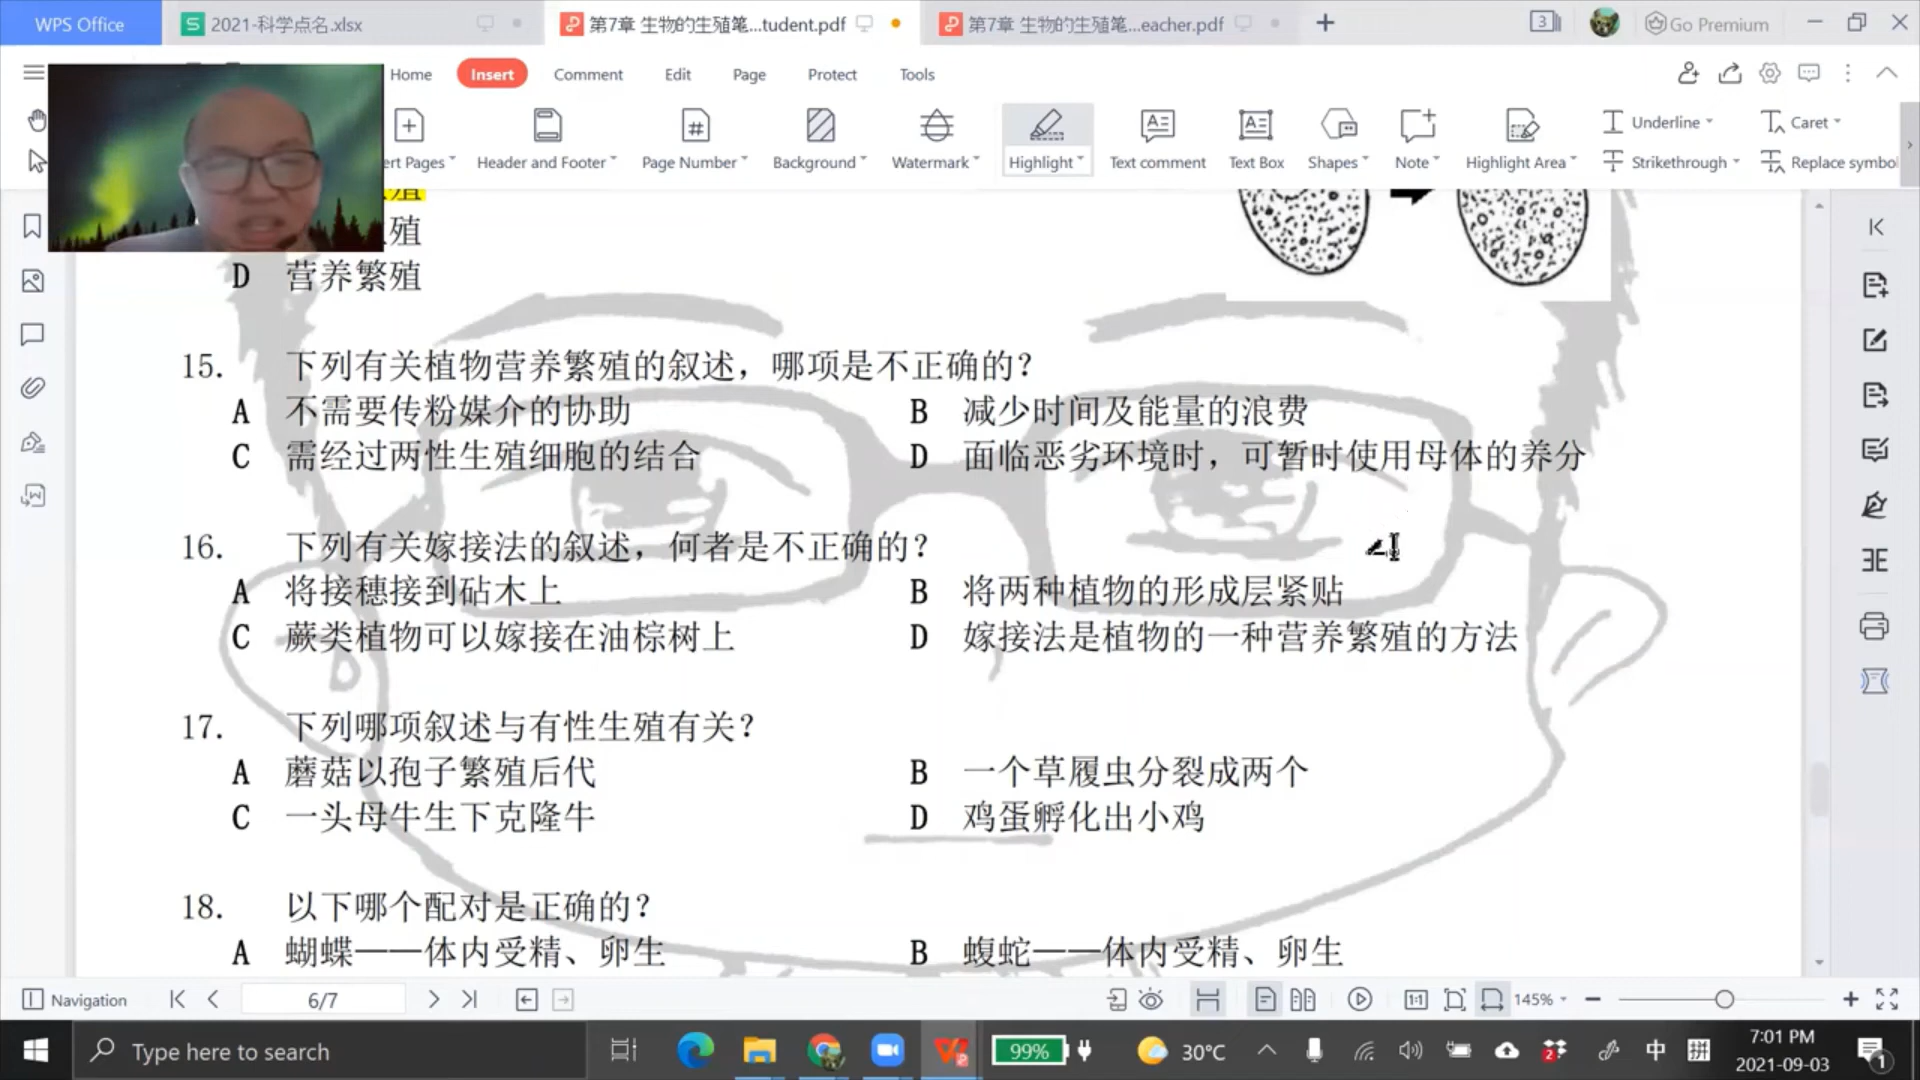 WPS Office
2021-科学点名.xlsx
第7章 生物的生殖笔...tudent.pdf
第7章 生物的生殖笔...eacher.pdf
3
Go Premium
Home
Insert
Comment
Edit
Page
Protect
Tools
ert Pages
Header and Footer
Page Number
Background
Watermark
Highlight
Text comment
Text Box
Shapes
Note
Highlight Area
Underline
Strikethrough
Caret
Replace symbol
殖
殖
D 营养繁殖
15. 下列有关植物营养繁殖的叙述，哪项是不正确的？
A 不需要传粉媒介的协助
B 减少时间及能量的浪费
C 需经过两性生殖细胞的结合
D 面临恶劣环境时，可暂时使用母体的养分
16. 下列有关嫁接法的叙述，何者是不正确的？
A 将接穗接到砧木上
B 将两种植物的形成层紧贴
C 蕨类植物可以嫁接在油棕树上
D 嫁接法是植物的一种营养繁殖的方法
17. 下列哪项叙述与有性生殖有关？
A 蘑菇以孢子繁殖后代
B 一个草履虫分裂成两个
C 一头母牛生下克隆牛
D 鸡蛋孵化出小鸡
18. 以下哪个配对是正确的？
A 蝴蝶——体内受精、卵生
B 蝮蛇——体内受精、卵生
Navigation
6/7
1:1
145%
Type here to search
99%
30°C
2
中
拼
7:01 PM
2021-09-03
1